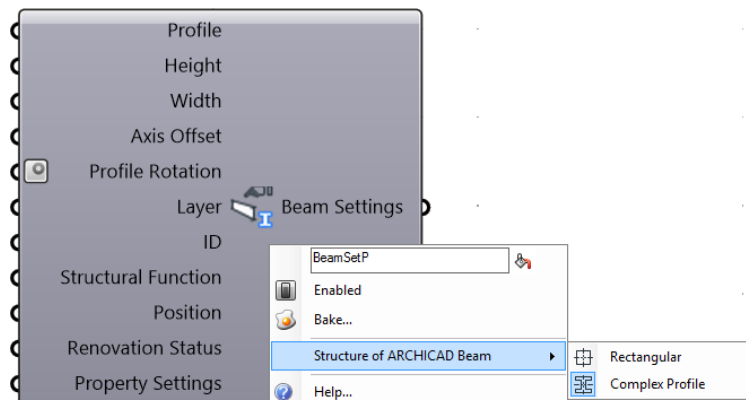 Profile
Height
Width
Axis Offset
Profile Rotation
Layer
Beam Settings
ID
Structural Function
Position
Renovation Status
Property Settings
BeamSetP
Enabled
Bake...
Structure of ARCHICAD Beam
Help...
Rectangular
Complex Profile